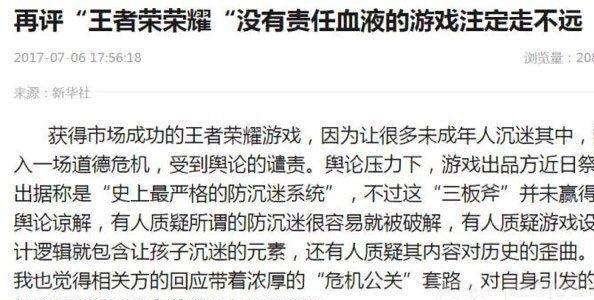 再评“王者荣荣耀“没有责任血液的游戏注定走不远
2017-07-06 17:56:18 浏览量：208
来源：新华社
获得市场成功的王者荣耀游戏，因为让很多未成年人沉迷其中，
入一场道德危机，受到舆论的谴责。舆论压力下，游戏出品方近日祭
出据称是“史上最严格的防沉迷系统”，不过这“三板斧”并未赢得
舆论谅解，有人质疑所谓的防沉迷很容易就被破解，有人质疑游戏设
计逻辑就包含让孩子沉迷的元素，还有人质疑其内容对历史的歪曲。
我也觉得相关方的回应带着浓厚的“危机公关”套路，对自身引发的